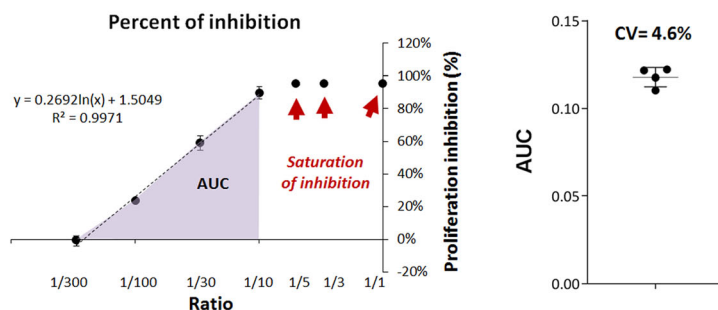 Percent of inhibition
y = 0.2692ln(x) + 1.5049
R² = 0.9971
AUC
Saturation
of inhibition
120%
100%
80%
60%
40%
20%
0%
-20%
Proliferation inhibition (%)
1/300 1/100 1/30 1/10 1/5 1/3 1/1
Ratio
CV= 4.6%
0.15
0.10
0.05
0.00
AUC